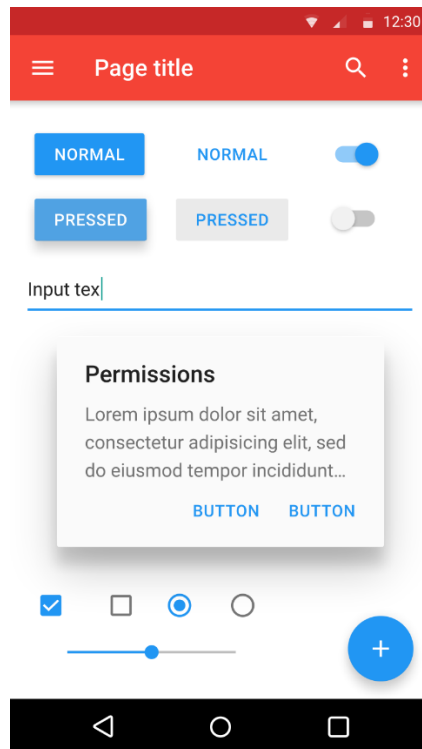 12:30
Page title
NORMAL NORMAL
PRESSED PRESSED
Input tex
Permissions
Lorem ipsum dolor sit amet,
consectetur adipisicing elit, sed
do eiusmod tempor incididunt...
BUTTON BUTTON